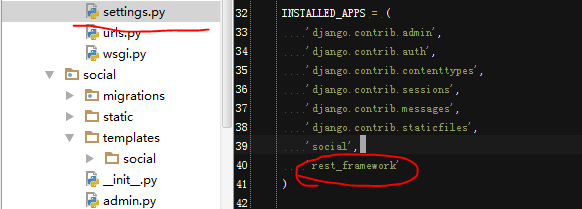 settings.py
urls.py
wsgi.py
social
migrations
static
templates
social
__init__.py
admin.py
32 INSTALLED_APPS = (
33 'django.contrib.admin',
34 'django.contrib.auth',
35 'django.contrib.contenttypes',
36 'django.contrib.sessions',
37 'django.contrib.messages',
38 'django.contrib.staticfiles',
39 'social',
40 'rest_framework'
41 )
42